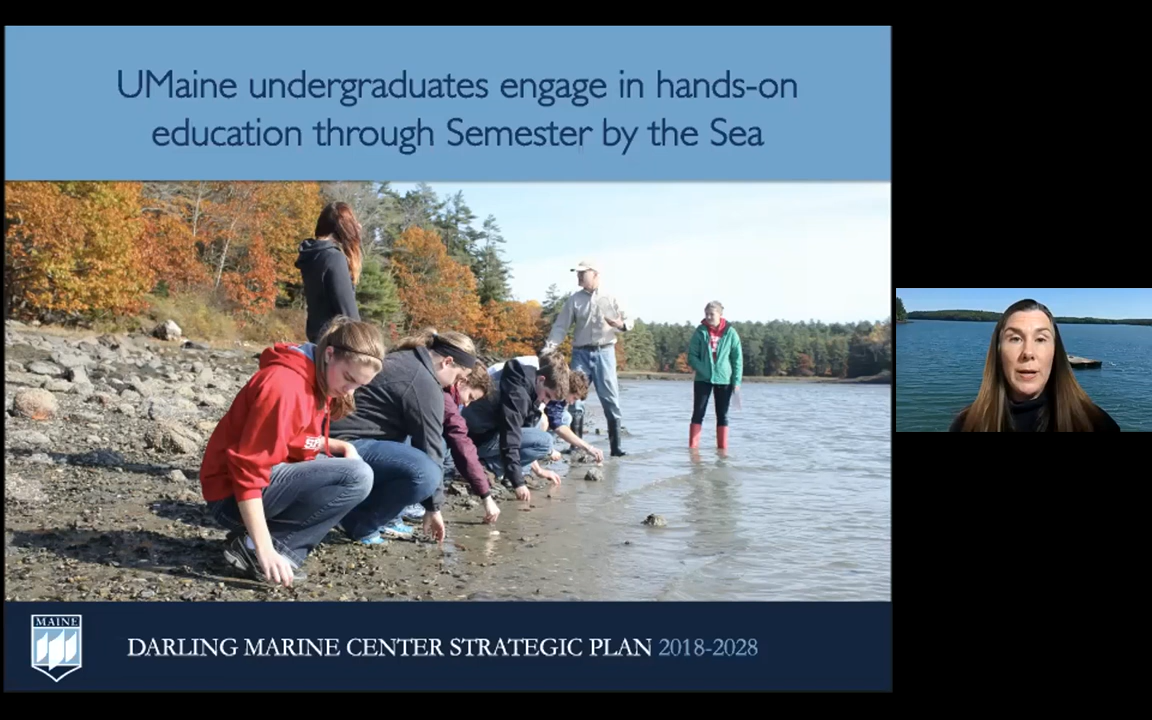 UMaine undergraduates engage in hands-on
education through Semester by the Sea
MAINE
DARLING MARINE CENTER STRATEGIC PLAN 2018-2028